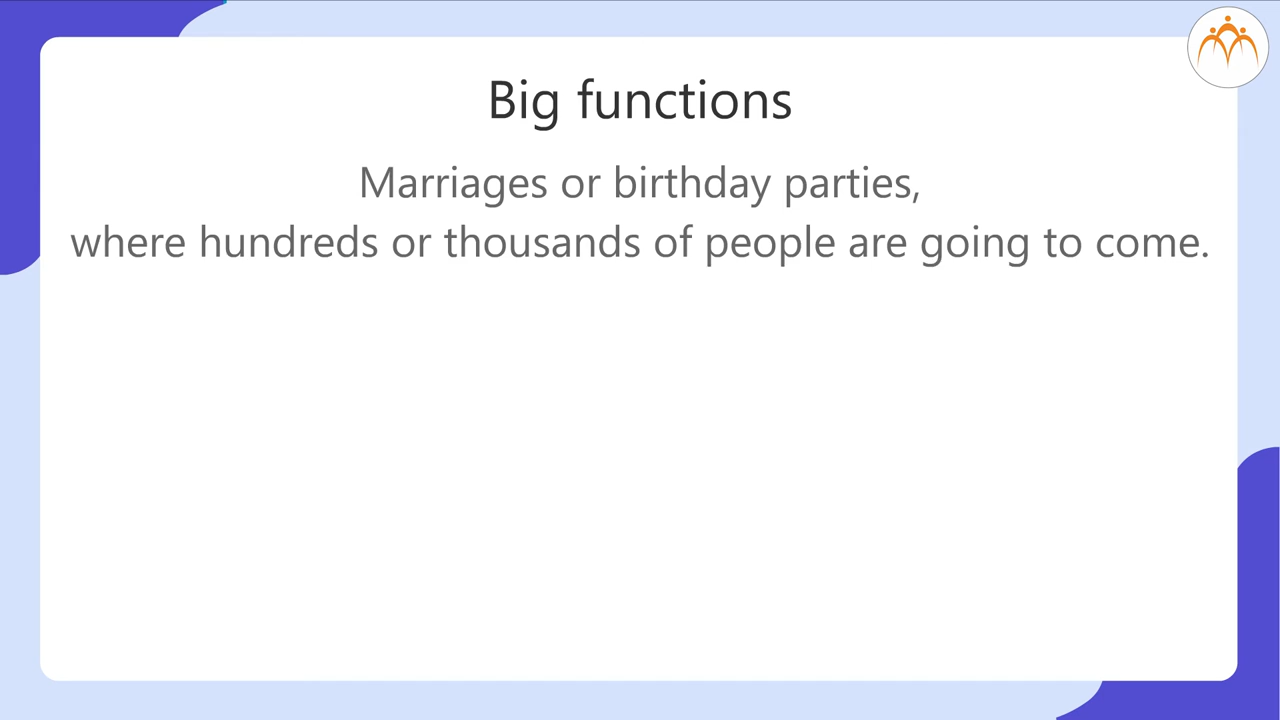 Big functions
Marriages or birthday parties,
where hundreds or thousands of people are going to come.